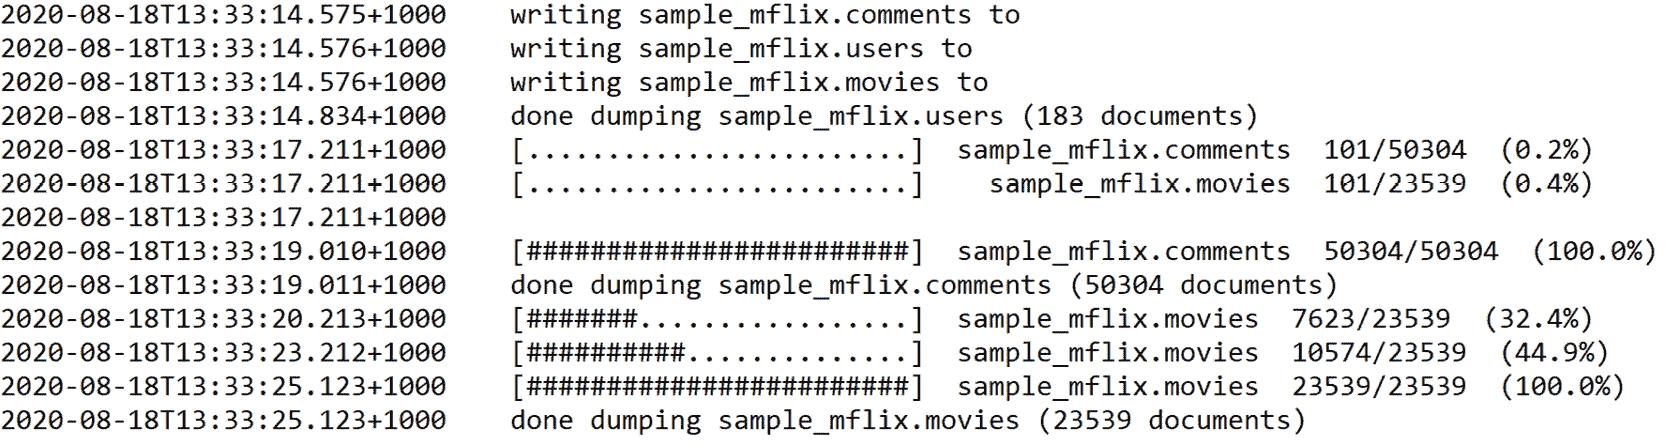 2020-08-18T13:33:14.575+1000 writing sample_mflix.comments to
2020-08-18T13:33:14.576+1000 writing sample_mflix.users to
2020-08-18T13:33:14.576+1000 writing sample_mflix.movies to
2020-08-18T13:33:14.834+1000 done dumping sample_mflix.users (183 documents)
2020-08-18T13:33:17.211+1000 [........................] sample_mflix.comments 101/50304 (0.2%)
2020-08-18T13:33:17.211+1000 [........................] sample_mflix.movies 101/23539 (0.4%)
2020-08-18T13:33:17.211+1000
2020-08-18T13:33:19.010+1000 [########################] sample_mflix.comments 50304/50304 (100.0%)
2020-08-18T13:33:19.011+1000 done dumping sample_mflix.comments (50304 documents)
2020-08-18T13:33:20.213+1000 [#######.................] sample_mflix.movies 7623/23539 (32.4%)
2020-08-18T13:33:23.212+1000 [##########..............] sample_mflix.movies 10574/23539 (44.9%)
2020-08-18T13:33:25.123+1000 [########################] sample_mflix.movies 23539/23539 (100.0%)
2020-08-18T13:33:25.123+1000 done dumping sample_mflix.movies (23539 documents)